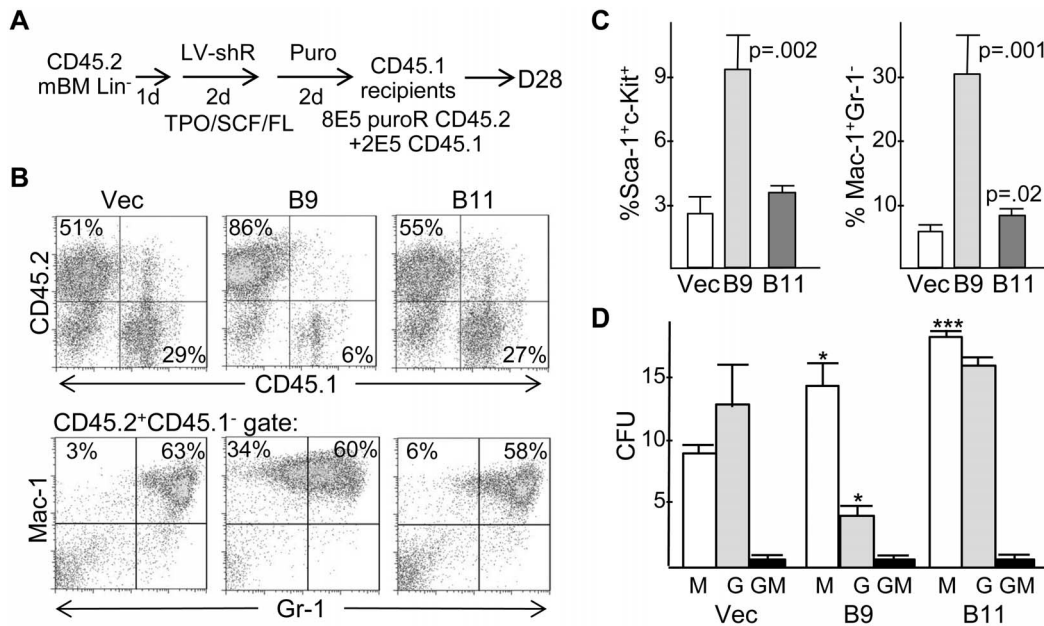 A
CD45.2
mBM Lin-
1d
LV-shR
2d
TPO/SCF/FL
Puro
2d
CD45.1
recipients
8E5 puroR CD45.2
+2E5 CD45.1
D28
B
Vec
B9
B11
51%
29%
86%
6%
55%
27%
CD45.2
CD45.1
CD45.2+CD45.1- gate:
3%
63%
34%
60%
6%
58%
Mac-1
Gr-1
C
%Sca-1+c-Kit+
9
6
3
p=.002
Vec B9 B11
% Mac-1+Gr-1-
30
20
10
p=.001
p=.02
Vec B9 B11
D
CFU
15
10
5
*
*
***
M G GM
M G GM
M G GM
Vec
B9
B11